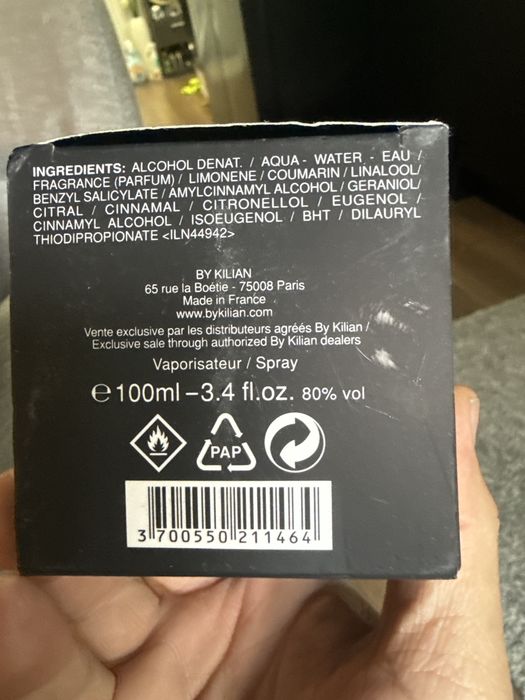 INGREDIENTS: ALCOHOL DENAT. / AQUA - WATER - EAU /
FRAGRANCE (PARFUM) / LIMONENE / COUMARIN / LINALOOL/
BENZYL SALICYLATE / AMYLCINNAMYL ALCOHOL / GERANIOL/
CITRAL / CINNAMAL / CITRONELLOL / EUGENOL /
CINNAMYL ALCOHOL / ISOEUGENOL / BHT / DILAURYL
THIODIPROPIONATE <ILN44942>
BY KILIAN
65 rue la Boétie - 75008 Paris
Made in France
www.bykilian.com
Vente exclusive par les distributeurs agréés By Kilian /
Exclusive sale through authorized By Kilian dealers
Vaporisateur / Spray
℮ 100ml – 3.4 fl.oz. 80% vol
PAP
3 700550 211464